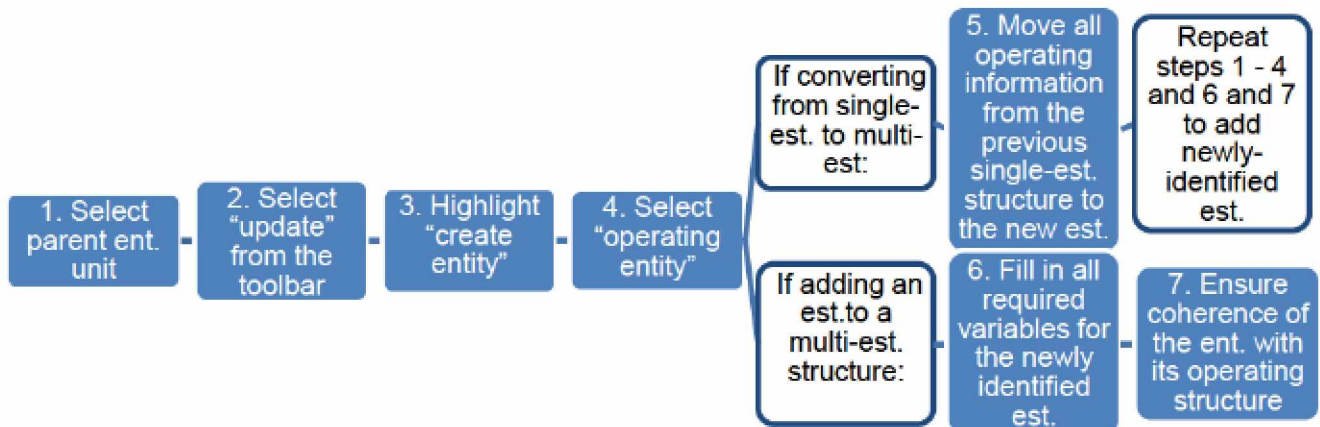 1. Select
parent ent.
unit
2. Select
“update”
from the
toolbar
3. Highlight
“create
entity”
4. Select
“operating
entity”
If converting
from single-
est. to multi-
est:
5. Move all
operating
information
from the
previous
single-est.
structure to
the new est.
Repeat
steps 1 - 4
and 6 and 7
to add
newly-
identified
est.
If adding an
est.to a
multi-est.
structure:
6. Fill in all
required
variables for
the newly
identified
est.
7. Ensure
coherence of
the ent. with
its operating
structure